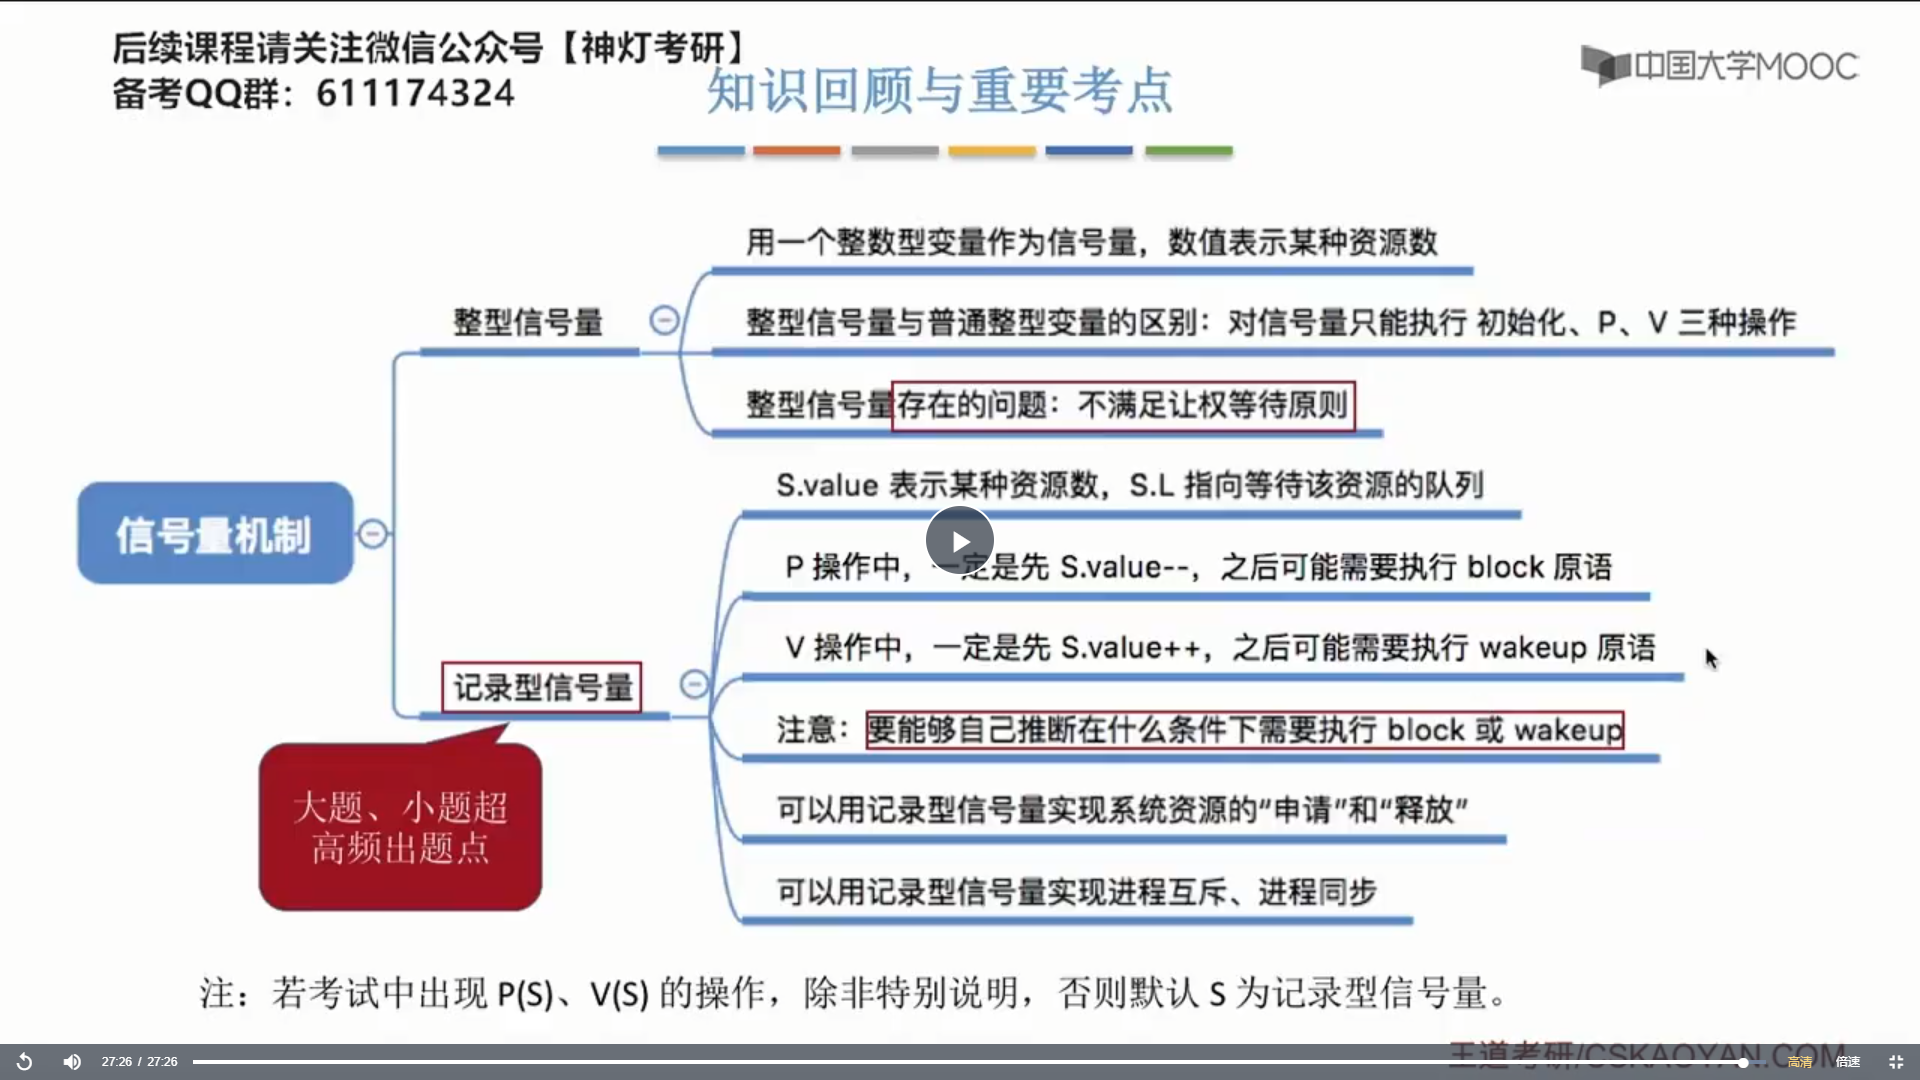 后续课程请关注微信公众号【神灯考研】
备考QQ群：611174324
知识回顾与重要考点
中国大学MOOC
信号量机制
整型信号量
用一个整数型变量作为信号量，数值表示某种资源数
整型信号量与普通整型变量的区别：对信号量只能执行 初始化、P、V 三种操作
整型信号量存在的问题：不满足让权等待原则
记录型信号量
大题、小题超
高频出题点
S.value 表示某种资源数，S.L 指向等待该资源的队列
P 操作中，一定是先 S.value--，之后可能需要执行 block 原语
V 操作中，一定是先 S.value++，之后可能需要执行 wakeup 原语
注意：要能够自己推断在什么条件下需要执行 block 或 wakeup
可以用记录型信号量实现系统资源的“申请”和“释放”
可以用记录型信号量实现进程互斥、进程同步
注：若考试中出现 P(S)、V(S) 的操作，除非特别说明，否则默认 S 为记录型信号量。
王道考研/CSKAOYAN.COM
27:26 / 27:26
高清
倍速